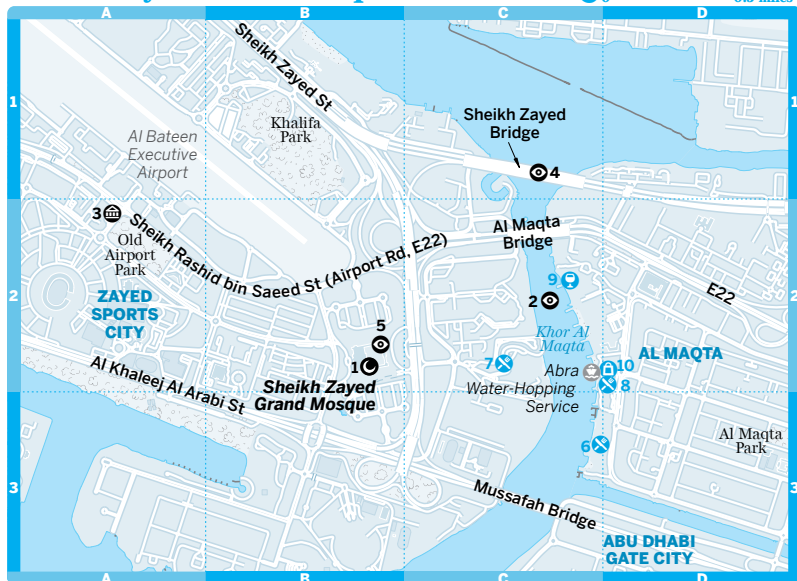 A
B
C
D
1
1
Sheikh Zayed St
Khalifa
Park
Sheikh Zayed
Bridge
4
Al Bateen
Executive
Airport
3
Old
Airport
Park
Sheikh Rashid bin Saeed St (Airport Rd, E22)
Al Maqta
Bridge
2
2
9
2
E22
ZAYED
SPORTS
CITY
5
Khor Al
Maqta
AL MAQTA
1
7
Abra
10
Water-Hopping
Service
8
Sheikh Zayed
Grand Mosque
Al Khaleej Al Arabi St
Al Maqta
Park
6
3
3
Mussafah Bridge
ABU DHABI
GATE CITY
A
B
C
D